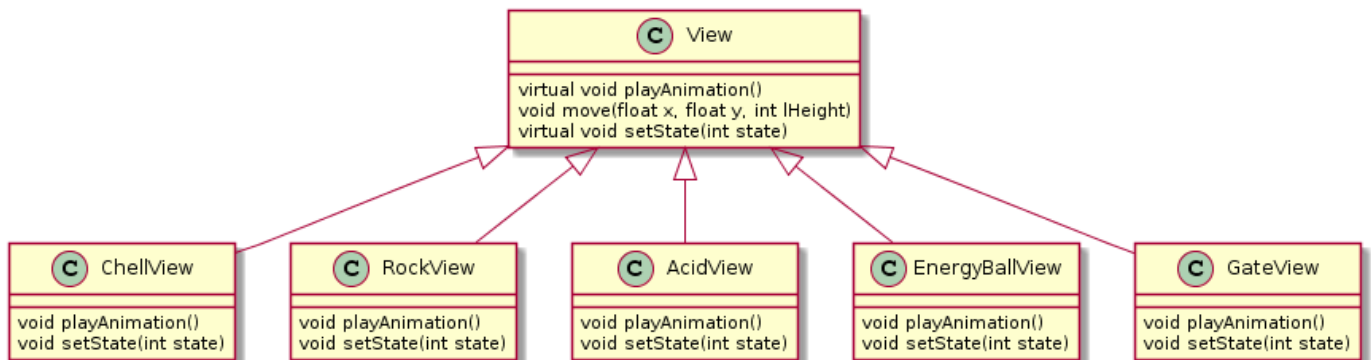 C View
virtual void playAnimation()
void move(float x, float y, int lHeight)
virtual void setState(int state)
C ChellView
void playAnimation()
void setState(int state)
C RockView
void playAnimation()
void setState(int state)
C AcidView
void playAnimation()
void setState(int state)
C EnergyBallView
void playAnimation()
void setState(int state)
C GateView
void playAnimation()
void setState(int state)